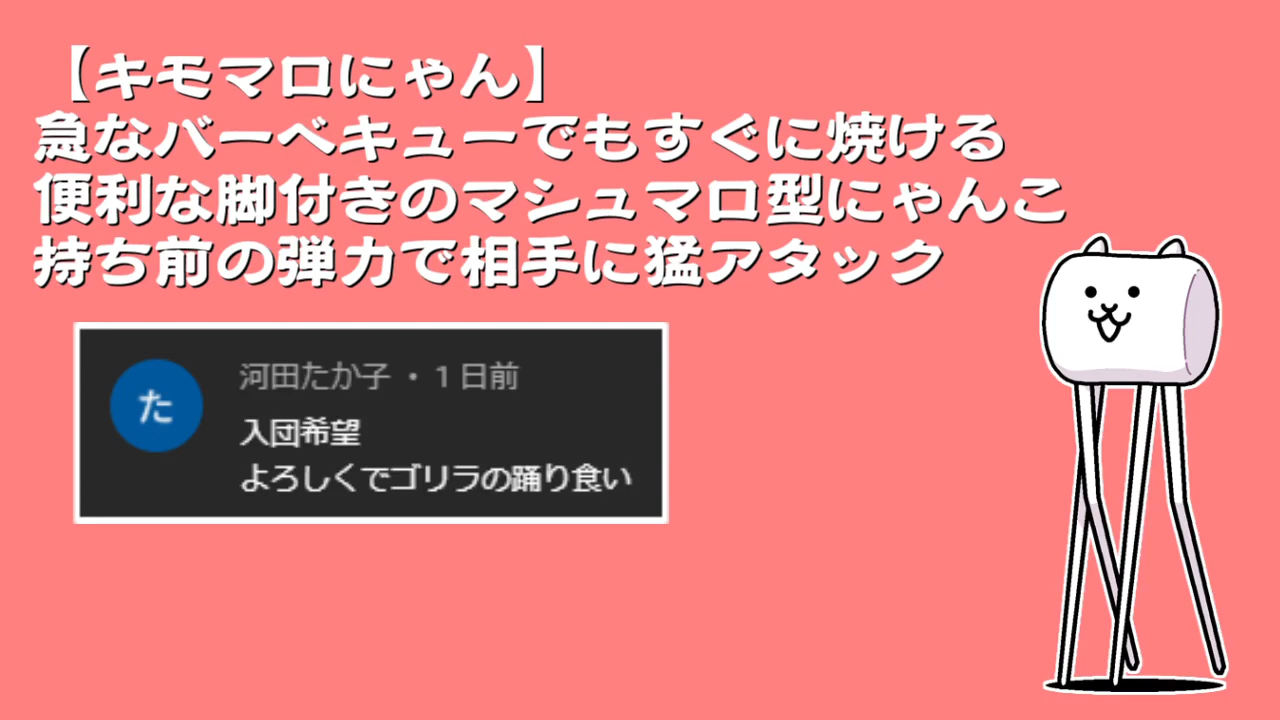 【キモマロにゃん】
急なバーベキューでもすぐに焼ける
便利な脚付きのマシュマロ型にゃんこ
持ち前の弾力で相手に猛アタック
た
河田たか子・1日前
入団希望
よろしくでゴリラの踊り食い